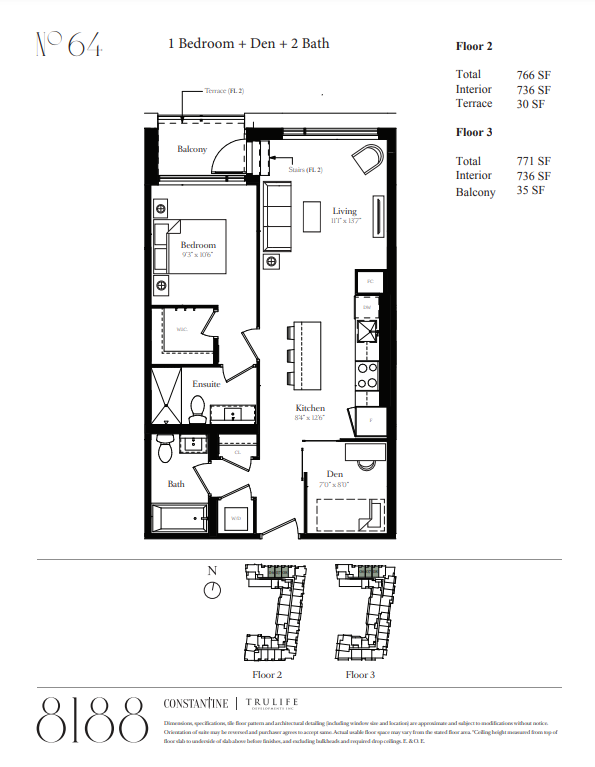 Nº 64
1 Bedroom + Den + 2 Bath
Floor 2
Total 766 SF
Interior 736 SF
Terrace 30 SF
Floor 3
Total 771 SF
Interior 736 SF
Balcony 35 SF
Terrace (FL 2)
Balcony
Stairs (FL 2)
Living
11'1" x 13'7"
Bedroom
9'3" x 10'6"
W.I.C.
DW
Ensuite
Kitchen
8'4" x 12'6"
F
CL
Den
7'0" x 8'0"
Bath
W/D
N
Floor 2
Floor 3
8188
CONSTANTINE | TRULIFE
DEVELOPMENTS INC.
Dimensions, specifications, tile floor pattern and architectural detailing (including window size and location) are approximate and subject to modifications without notice.
Orientation of suite may be reversed and purchaser agrees to accept same. Actual usable floor space may vary from the stated floor area. *Ceiling height measured from top of
floor slab to underside of slab above before finishes, and excluding bulkheads and required drop ceilings. E. & O. E.